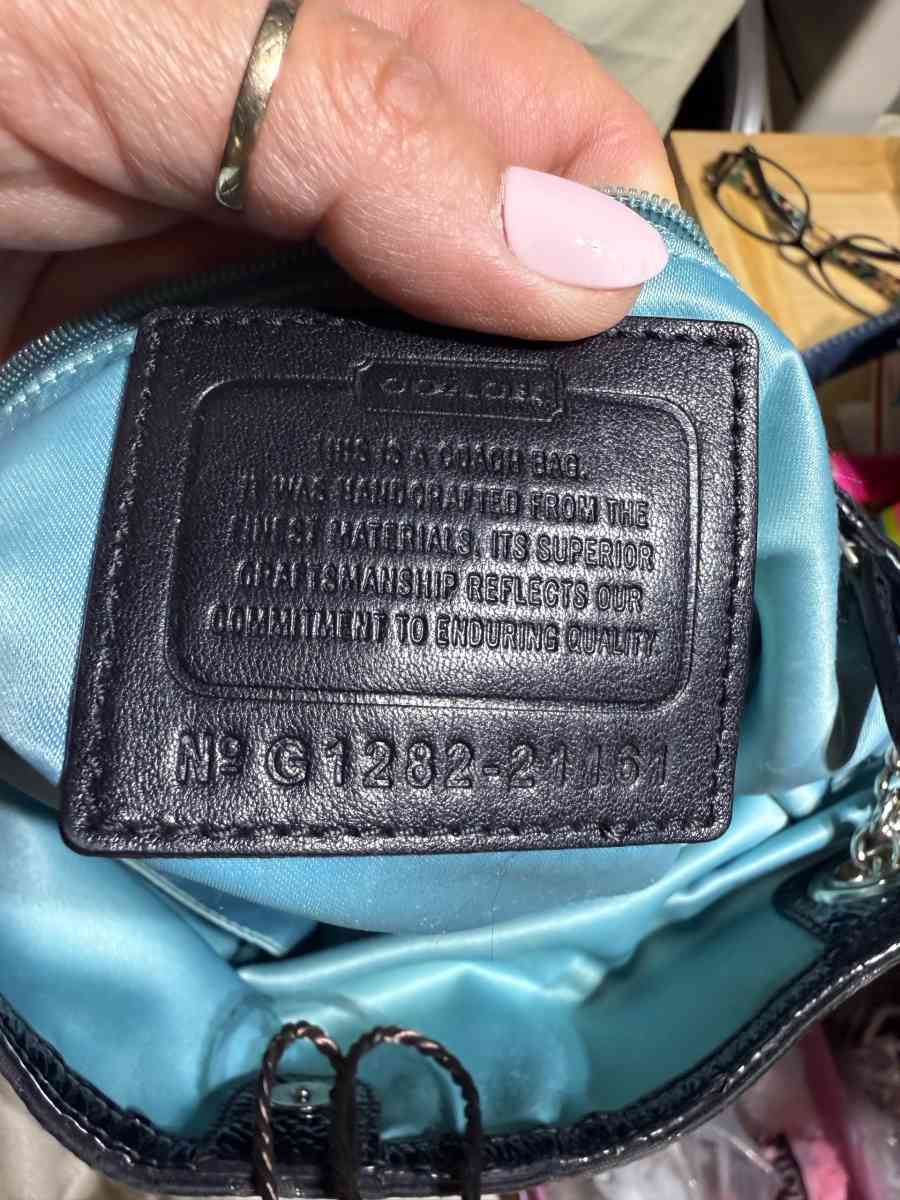 COACH
THIS IS A COACH BAG.
IT WAS HANDCRAFTED FROM THE
FINEST MATERIALS. ITS SUPERIOR
CRAFTSMANSHIP REFLECTS OUR
COMMITMENT TO ENDURING QUALITY.
Nº G1282-21161